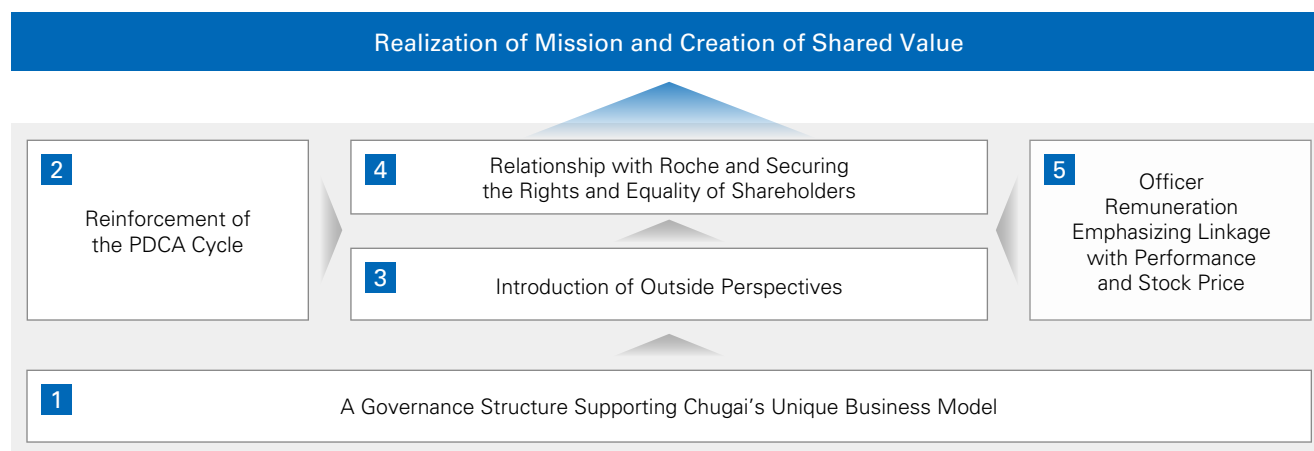 Realization of Mission and Creation of Shared Value
2
Reinforcement of
the PDCA Cycle
4
Relationship with Roche and Securing
the Rights and Equality of Shareholders
3
Introduction of Outside Perspectives
5
Officer
Remuneration
Emphasizing Linkage
with Performance
and Stock Price
1
A Governance Structure Supporting Chugai’s Unique Business Model